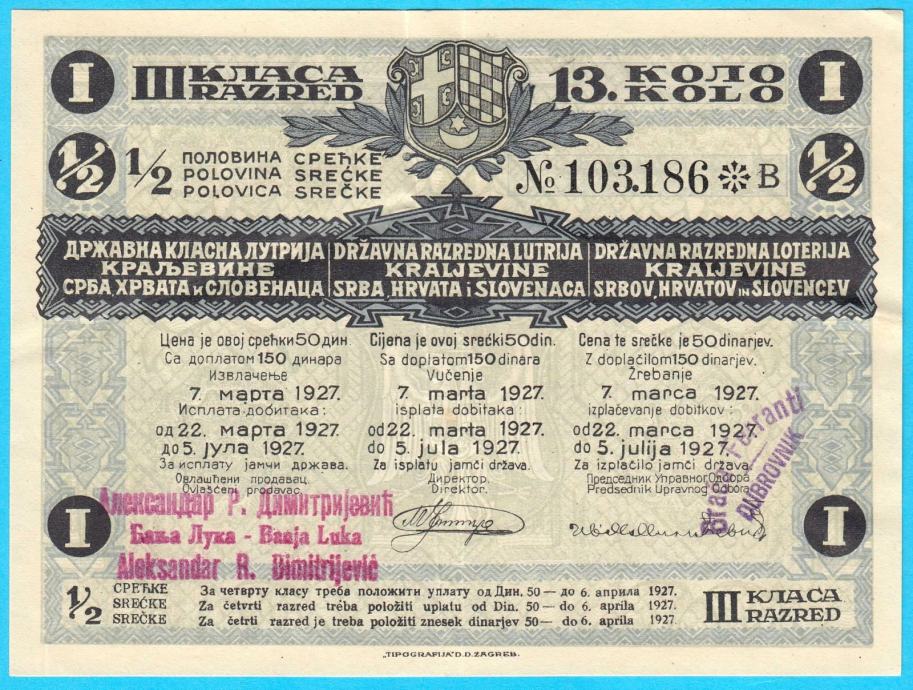 I III КЛАСА RAZRED 13. КОЛО KOLO I
1/2 1/2 ПОЛОВИНА СРЕЋКЕ 1/2
POLOVINA SREĆKE
POLOVICA SREČKE
№ 103.186 B
ДРЖАВНА КЛАСНА ЛУТРИЈА
КРАЉЕВИНЕ
СРБА ХРВАТА и СЛОВЕНАЦА
DRŽAVNA RAZREDNA LUTRIJA
KRALJEVINE
SRBA, HRVATA i SLOVENACA
DRŽAVNA RAZREDNA LOTERIJA
KRALJEVINE
SRBOV, HRVATOV IN SLOVENCEV
Цена је овој срећки 50 дин.
Са доплатом 150 динара
Извлачење
7. марта 1927.
Исплата добитака:
од 22. марта 1927.
до 5. јула 1927.
За исплату јамчи држава.
Овлашћени продавац.
Ovlašćeni prodavac.
Cijena je ovoj srećki 50 din.
Sa doplatom 150 dinara
Vučenje
7. marta 1927.
isplata dobitaka:
od 22. marta 1927.
do 5. jula 1927.
Za isplatu jamči država.
Директор.
Direktor.
Cena te srečke je 50 dinarjev.
Z doplačilom 150 dinarjev.
Žrebanje
7. marca 1927.
izplačevanje dobitkov:
od 22. marca 1927.
do 5. julija 1927.
Za izplačilo jamči država.
Председник Управног Одбора
Predsednik Upravnog Odbora
Александар Р. Димитријевић
Бања Лука - Banja Luka
Aleksandar R. Dimitrijević
Braća Ferranti
DUBROVNIK
I I
1/2 СРЕЋКЕ
SREĆKE
SREČKE
За четврту класу треба положити уплату од Дин. 50 — до 6. априла 1927.
Za četvrti razred trėba položiti uplatu od Din. 50 — do 6. aprila 1927.
Za četrti razred je treba položiti znesek dinarjev 50 — do 6. aprila 1927.
III КЛАСА RAZRED
„TIPOGRAFIJA" D. D. ZAGREB.